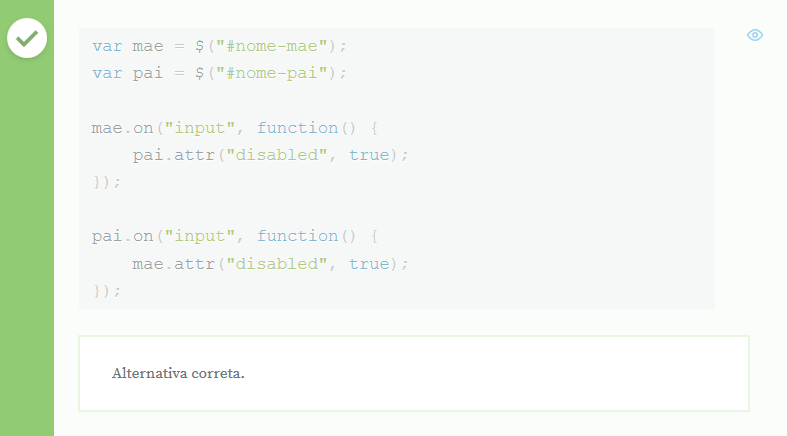 var mae = $("#nome-mae");
var pai = $("#nome-pai");
mae.on("input", function() {
    pai.attr("disabled", true);
});
pai.on("input", function() {
    mae.attr("disabled", true);
});
Alternativa correta.